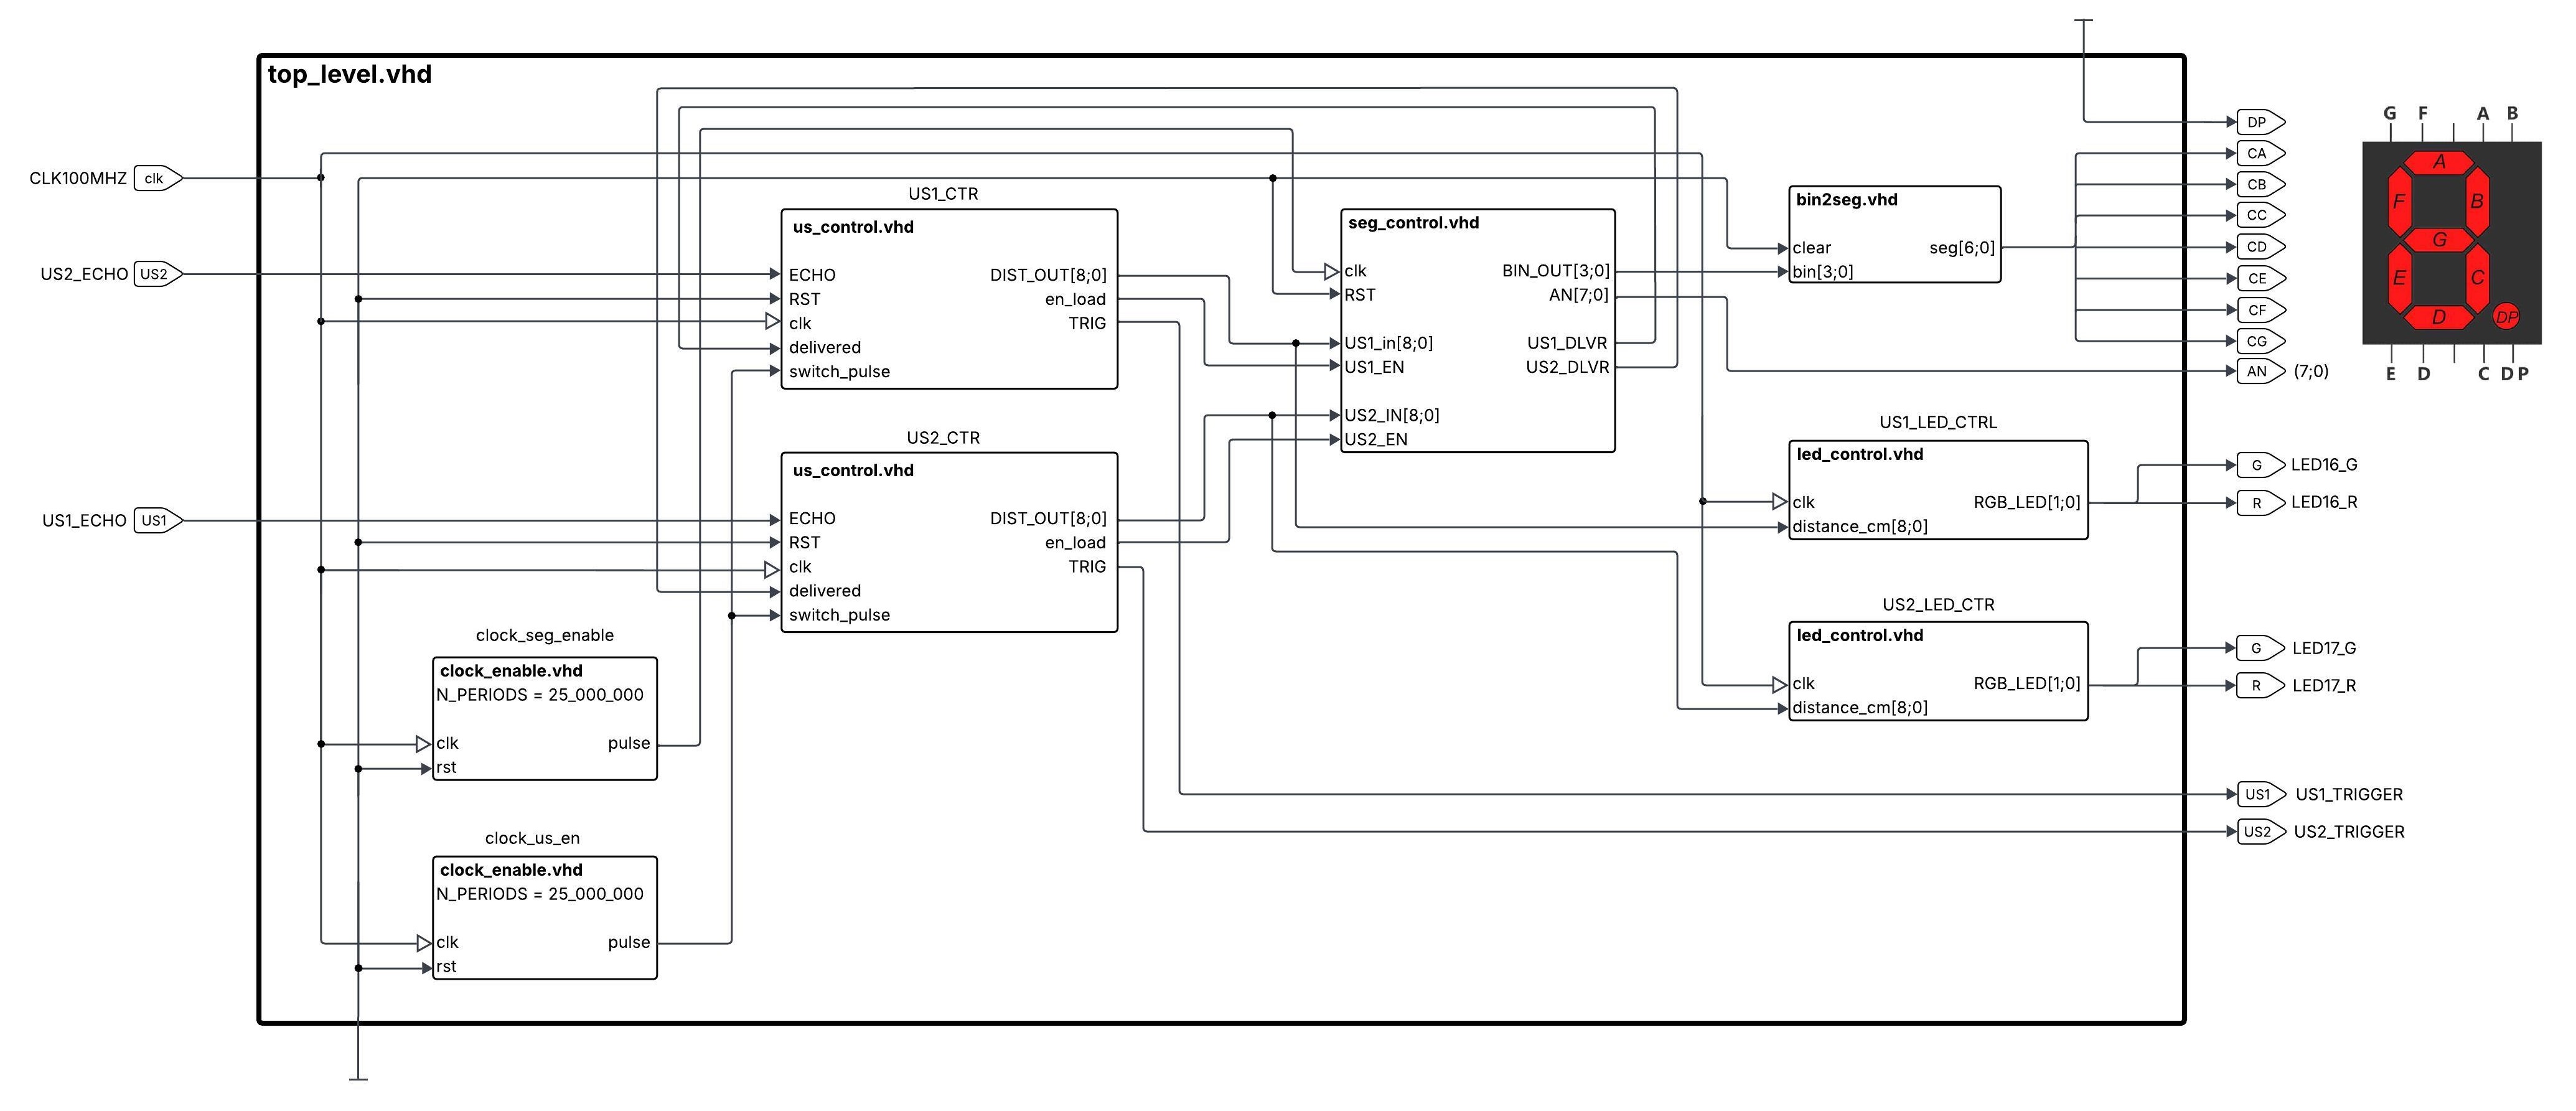 top_level.vhd
CLK100MHZ
clk
US2_ECHO
US2
US1_ECHO
US1
US1_CTR
us_control.vhd
ECHO
RST
clk
delivered
switch_pulse
DIST_OUT[8;0]
en_load
TRIG
US2_CTR
us_control.vhd
ECHO
RST
clk
delivered
switch_pulse
DIST_OUT[8;0]
en_load
TRIG
clock_seg_enable
clock_enable.vhd
N_PERIODS = 25_000_000
clk
rst
pulse
clock_us_en
clock_enable.vhd
N_PERIODS = 25_000_000
clk
rst
pulse
seg_control.vhd
clk
RST
US1_in[8;0]
US1_EN
US2_IN[8;0]
US2_EN
BIN_OUT[3;0]
AN[7;0]
US1_DLVR
US2_DLVR
bin2seg.vhd
clear
bin[3;0]
seg[6;0]
US1_LED_CTRL
led_control.vhd
clk
distance_cm[8;0]
RGB_LED[1;0]
US2_LED_CTR
led_control.vhd
clk
distance_cm[8;0]
RGB_LED[1;0]
DP
CA
CB
CC
CD
CE
CF
CG
AN (7;0)
G LED16_G
R LED16_R
G LED17_G
R LED17_R
US1 US1_TRIGGER
US2 US2_TRIGGER
G F A B
A
F B
G
E C
D DP
E D C DP